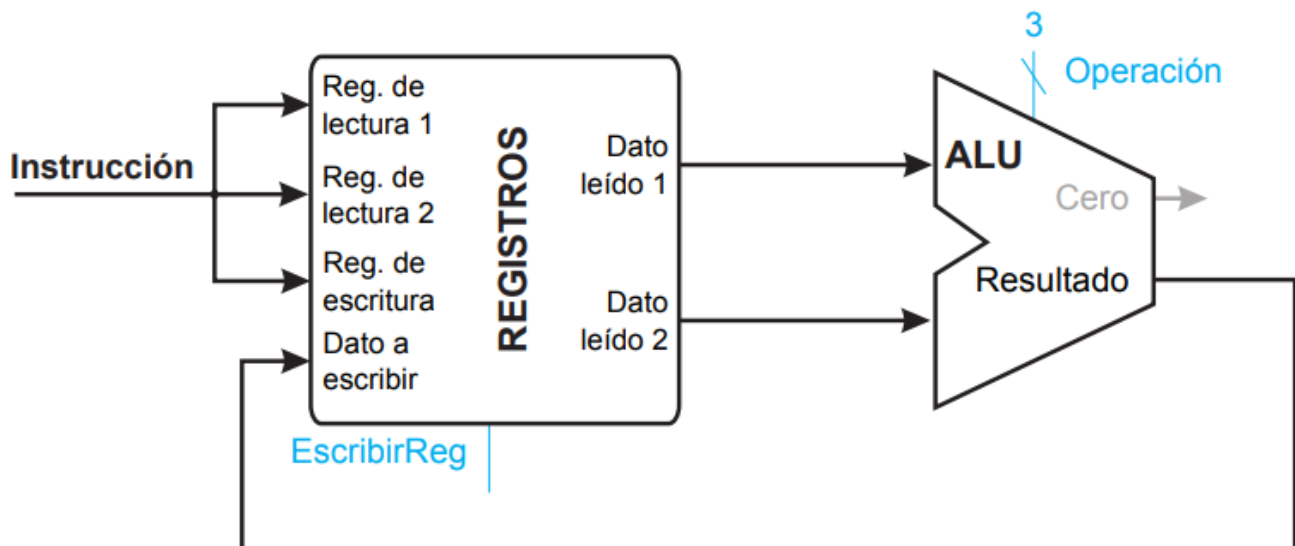 Instrucción
Reg. de
lectura 1
Reg. de
lectura 2
Reg. de
escritura
Dato a
escribir
REGISTROS
Dato
leído 1
Dato
leído 2
EscribirReg
3
Operación
ALU
Cero
Resultado